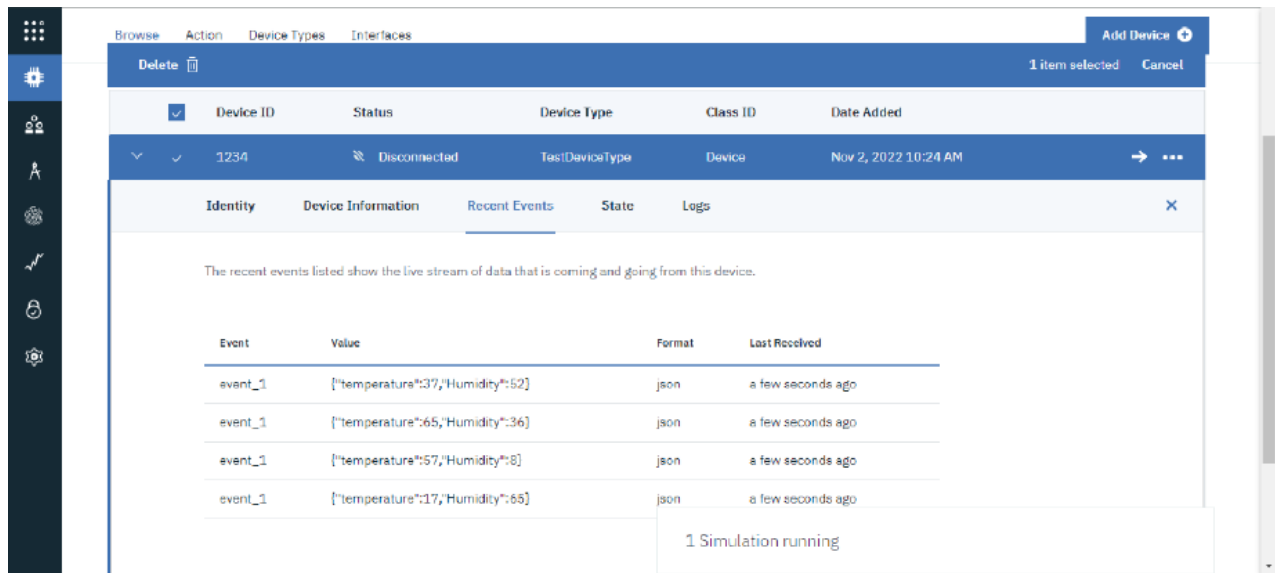 Browse Action Device Types Interfaces Add Device
Delete 1 item selected Cancel
Device ID Status Device Type Class ID Date Added
1234 Disconnected TestDeviceType Device Nov 2, 2022 10:24 AM
Identity Device Information Recent Events State Logs
The recent events listed show the live stream of data that is coming and going from this device.
Event Value Format Last Received
event_1 {"temperature":37,"Humidity":52} json a few seconds ago
event_1 {"temperature":65,"Humidity":36} json a few seconds ago
event_1 {"temperature":57,"Humidity":8} json a few seconds ago
event_1 {"temperature":17,"Humidity":65} json a few seconds ago
1 Simulation running